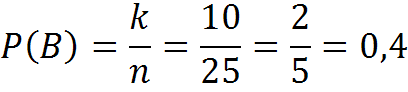 P(B) = k/n = 10/25 = 2/5 = 0,4